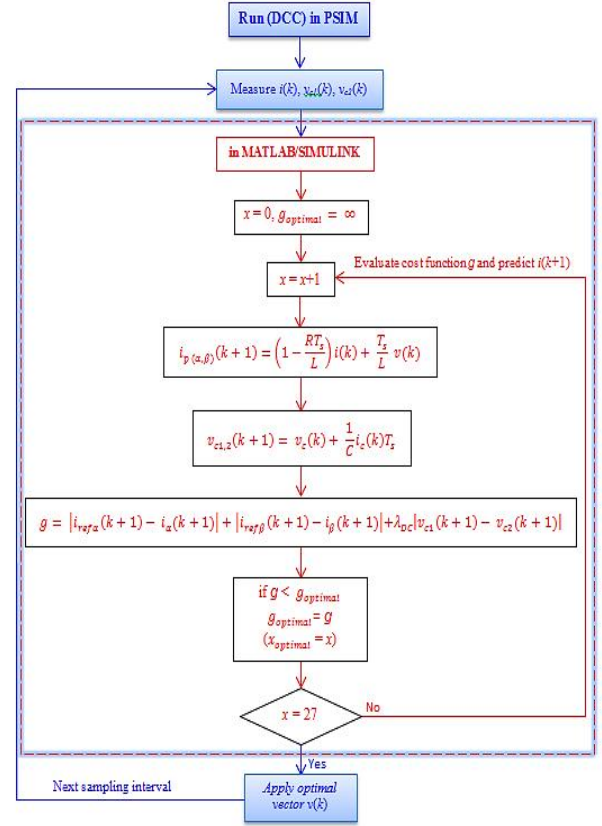 Run (DCC) in PSIM
Measure i(k), v_c1(k), v_c2(k)
in MATLAB/SIMULINK
x = 0, g_optimal = ∞
Evaluate cost function g and predict i(k+1)
x = x+1
i_p (α,β)(k + 1) = (1 − RT_s/L) i(k) + T_s/L v(k)
v_c1,2(k + 1) = v_c(k) + 1/C i_c(k)T_s
g = |i_refα(k + 1) − i_α(k + 1)| + |i_refβ(k + 1) − i_β(k + 1)| +λ_DC|v_c1(k + 1) − v_c2(k + 1)|
if g < g_optimal
g_optimal = g
(x_optimal = x)
x = 27
No
Yes
Next sampling interval
Apply optimal
vector v(k)